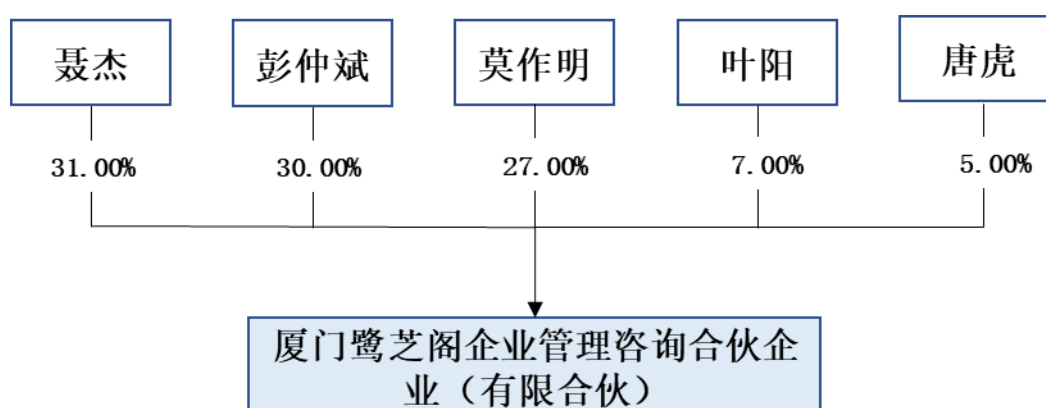 聂杰 彭仲斌 莫作明 叶阳 唐虎
31.00% 30.00% 27.00% 7.00% 5.00%
厦门鹭芝阁企业管理咨询合伙企
业（有限合伙）